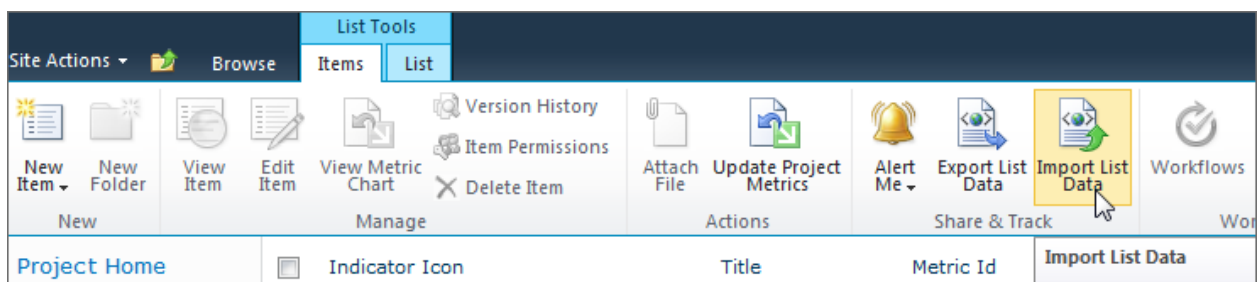 List Tools
Site Actions Browse Items List
Version History
Item Permissions
Delete Item
New Item
New Folder
View Item
Edit Item
View Metric Chart
Attach File
Update Project Metrics
Alert Me
Export List Data
Import List Data
Workflows
New Manage Actions Share & Track
Project Home Indicator Icon Title Metric Id Import List Data